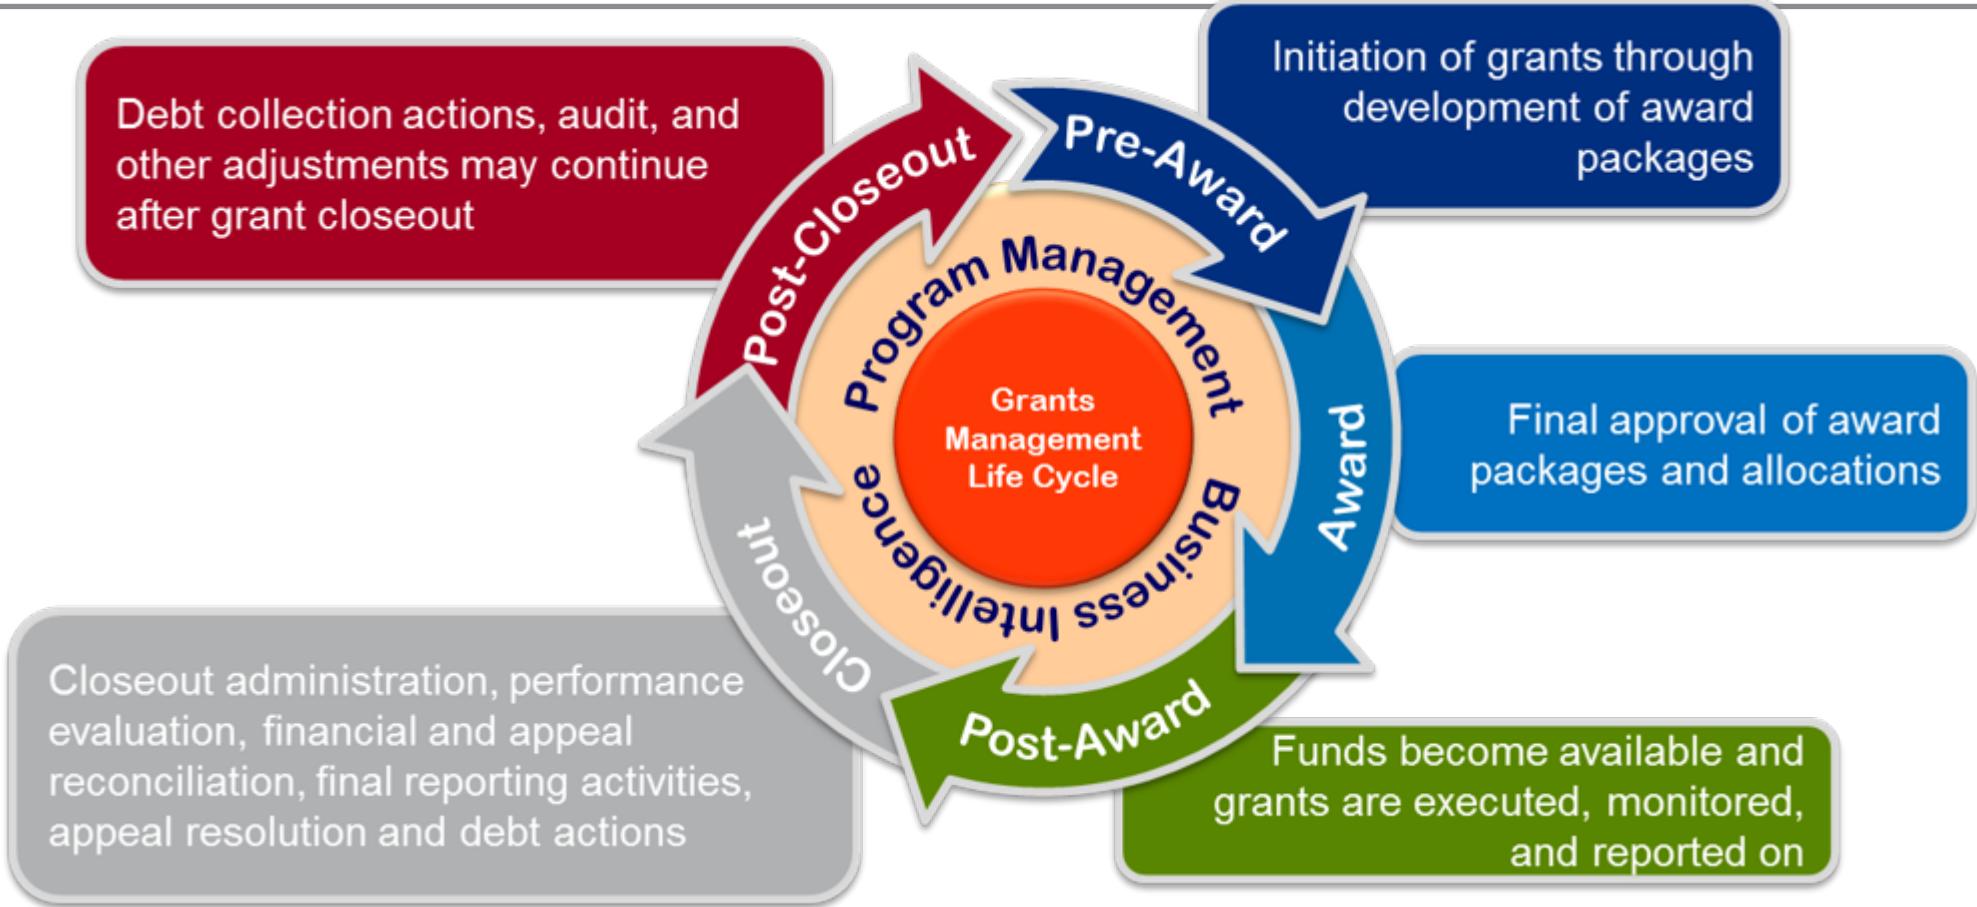 Debt collection actions, audit, and
other adjustments may continue
after grant closeout
Initiation of grants through
development of award
packages
Post-Closeout
Pre-Award
Program Management
Grants
Management
Life Cycle
Business Intelligence
Award
Final approval of award
packages and allocations
Closeout
Closeout administration, performance
evaluation, financial and appeal
reconciliation, final reporting activities,
appeal resolution and debt actions
Post-Award
Funds become available and
grants are executed, monitored,
and reported on